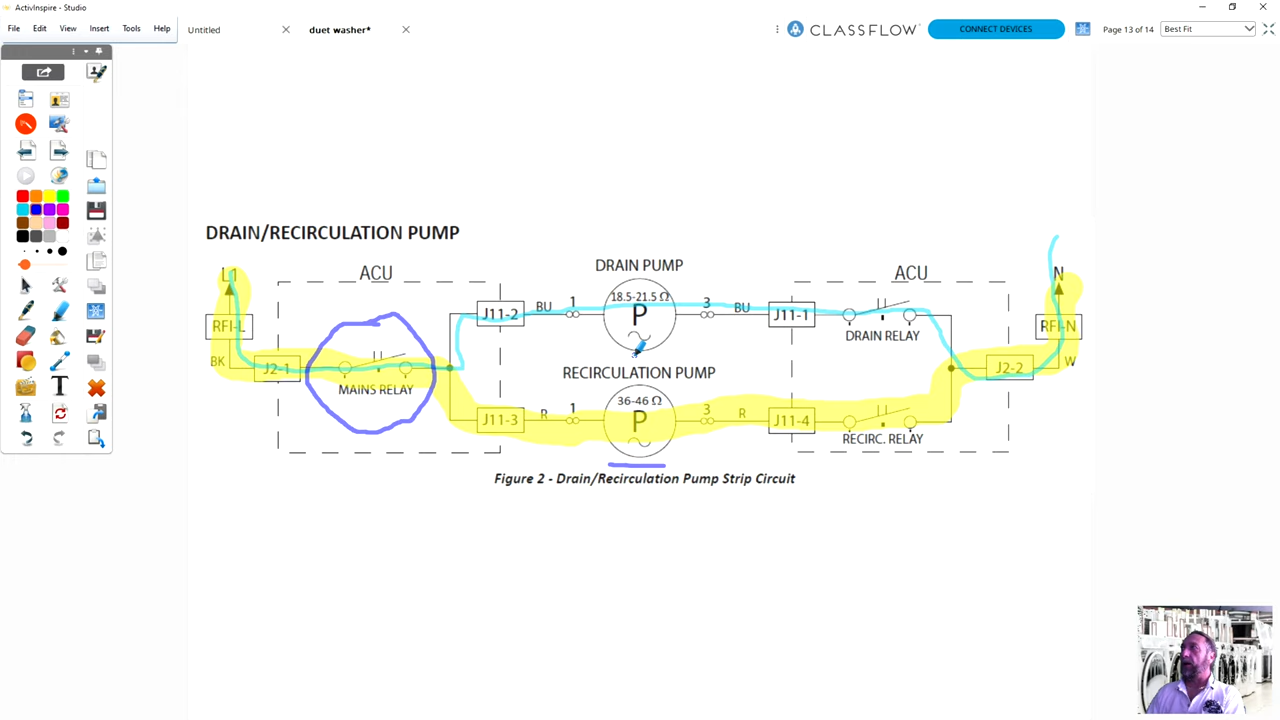 ActivInspire - Studio
File Edit View Insert Tools Help
Untitled
duet washer*
CLASSFLOW
CONNECT DEVICES
Page 13 of 14
Best Fit
T
DRAIN/RECIRCULATION PUMP
L1
ACU
DRAIN PUMP
ACU
N
18.5-21.5 Ω
RFI-L
J11-2
BU
1
P
3
BU
J11-1
RFI-N
DRAIN RELAY
BK
J2-1
J2-2
W
RECIRCULATION PUMP
MAINS RELAY
36-46 Ω
J11-3
R
1
P
3
R
J11-4
RECIRC. RELAY
Figure 2 - Drain/Recirculation Pump Strip Circuit